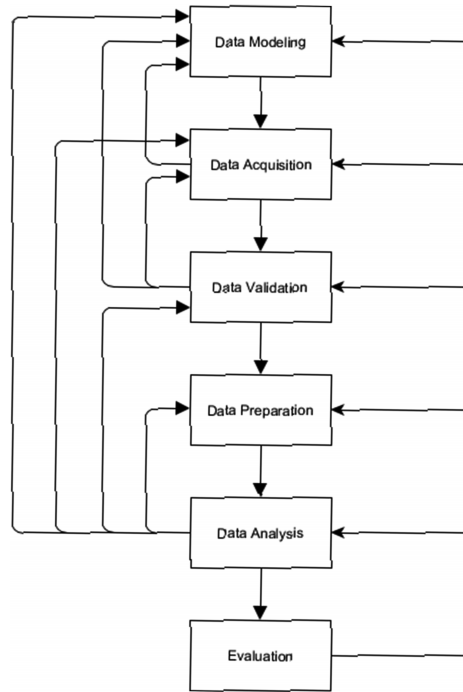 Data Modeling
Data Acquisition
Data Validation
Data Preparation
Data Analysis
Evaluation